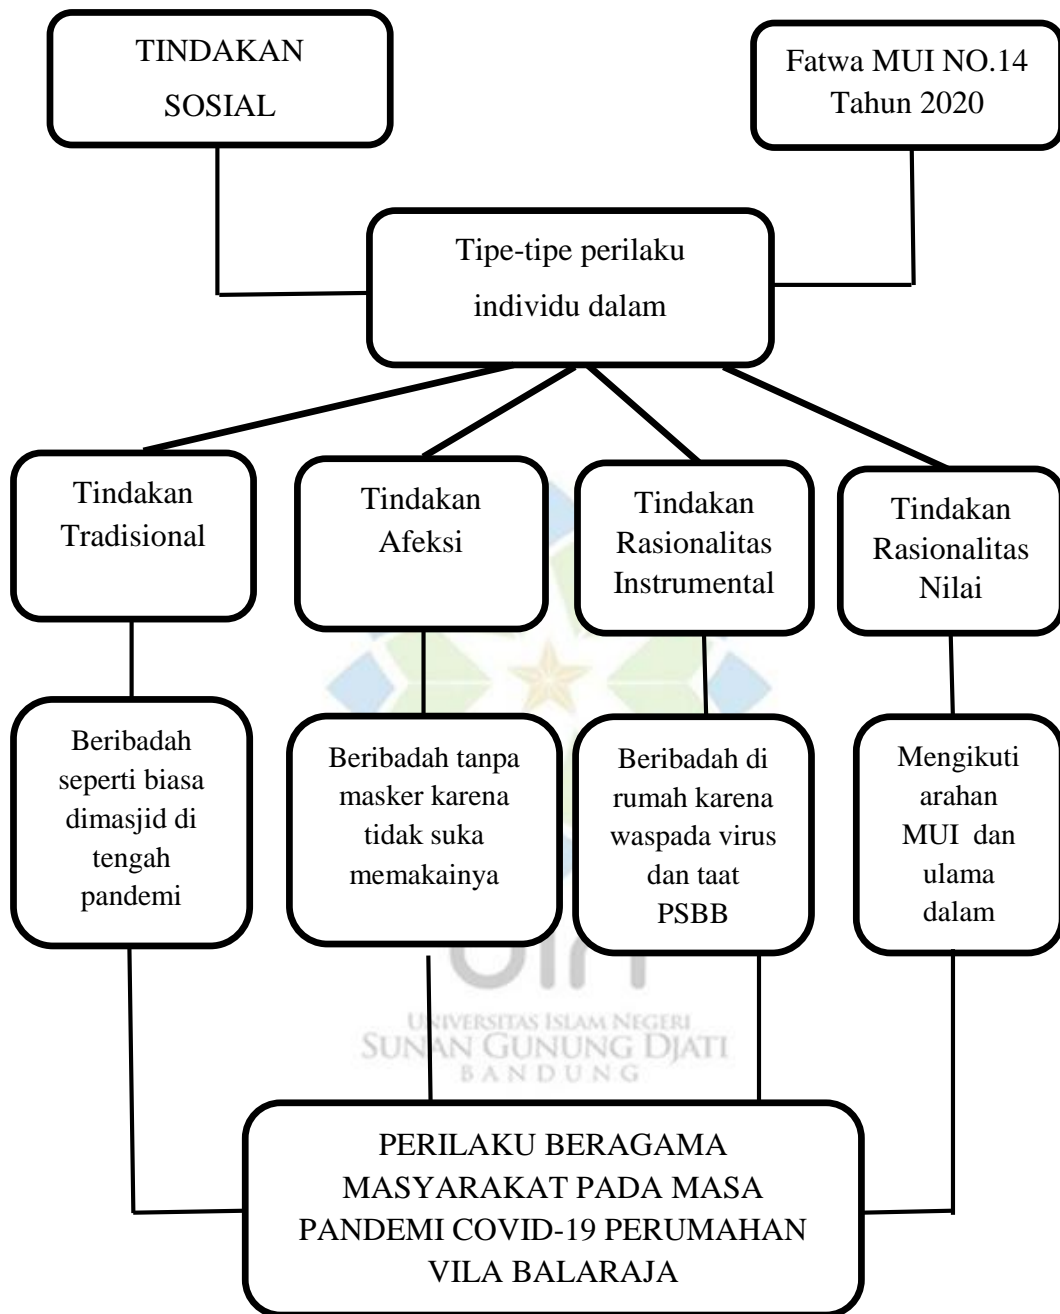 TINDAKAN
SOSIAL
Fatwa MUI NO.14
Tahun 2020
Tipe-tipe perilaku
individu dalam
Tindakan
Tradisional
Tindakan
Afeksi
Tindakan
Rasionalitas
Instrumental
Tindakan
Rasionalitas
Nilai
Beribadah
seperti biasa
dimasjid di
tengah
pandemi
Beribadah tanpa
masker karena
tidak suka
memakainya
Beribadah di
rumah karena
waspada virus
dan taat
PSBB
Mengikuti
arahan
MUI dan
ulama
dalam
uin
UNIVERSITAS ISLAM NEGERI
SUNAN GUNUNG DJATI
BANDUNG
PERILAKU BERAGAMA
MASYARAKAT PADA MASA
PANDEMI COVID-19 PERUMAHAN
VILA BALARAJA